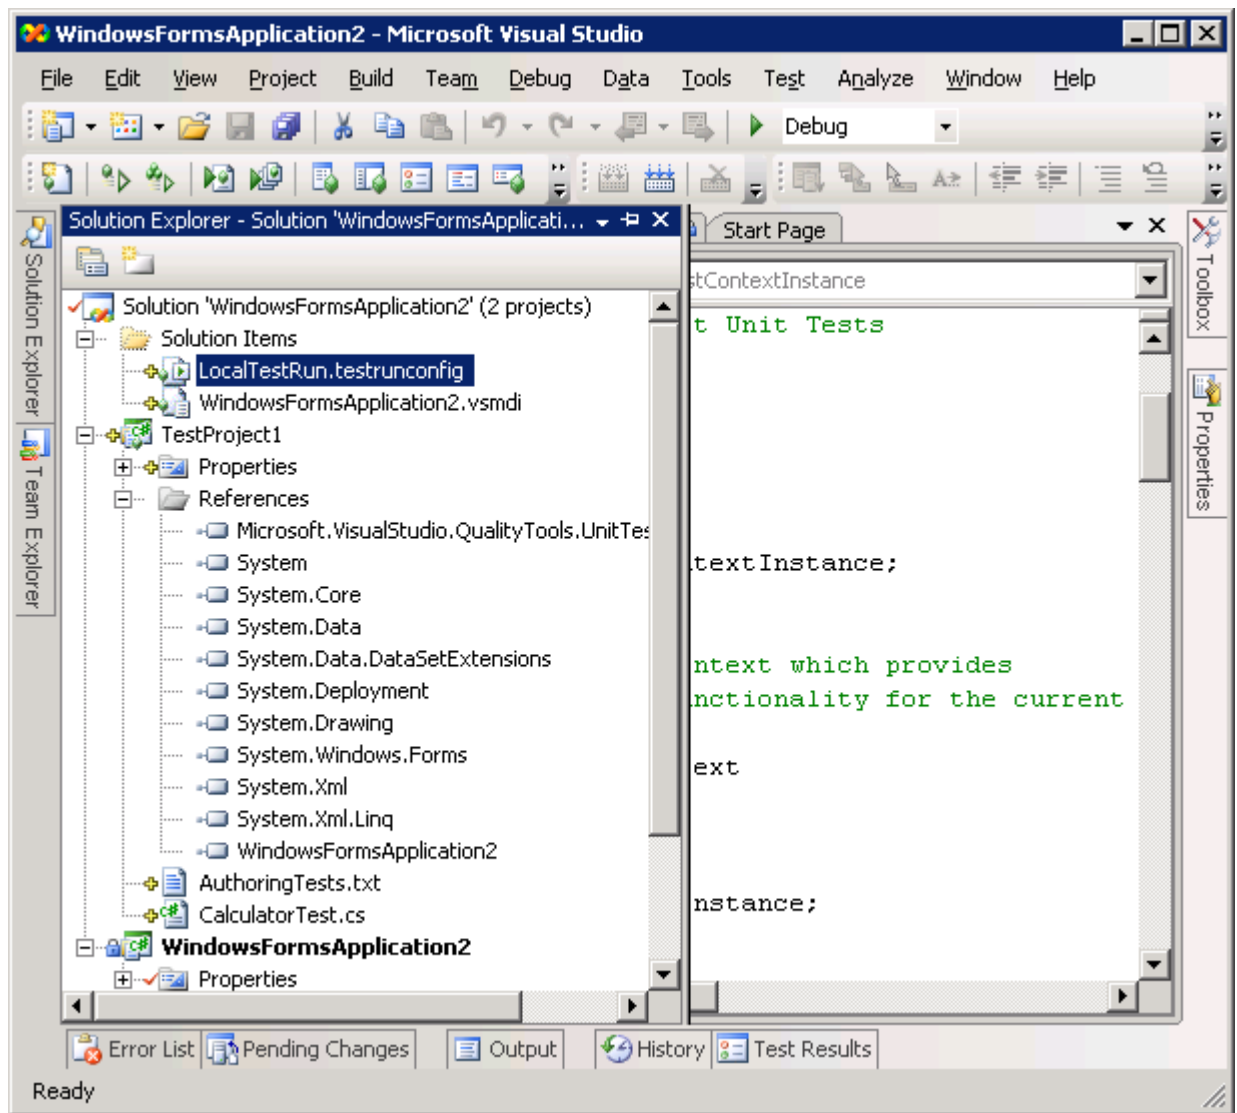 WindowsFormsApplication2 - Microsoft Visual Studio
File Edit View Project Build Team Debug Data Tools Test Analyze Window Help
Debug
Solution Explorer - Solution 'WindowsFormsApplicati...
Start Page
stContextInstance
Solution 'WindowsFormsApplication2' (2 projects)
Solution Items
LocalTestRun.testrunconfig
WindowsFormsApplication2.vsmdi
TestProject1
Properties
References
Microsoft.VisualStudio.QualityTools.UnitTes
System
System.Core
System.Data
System.Data.DataSetExtensions
System.Deployment
System.Drawing
System.Windows.Forms
System.Xml
System.Xml.Linq
WindowsFormsApplication2
AuthoringTests.txt
CalculatorTest.cs
WindowsFormsApplication2
Properties
t Unit Tests
textInstance;
ntext which provides
nctionality for the current
ext
nstance;
Solution Explorer
Team Explorer
Toolbox
Properties
Error List Pending Changes Output History Test Results
Ready